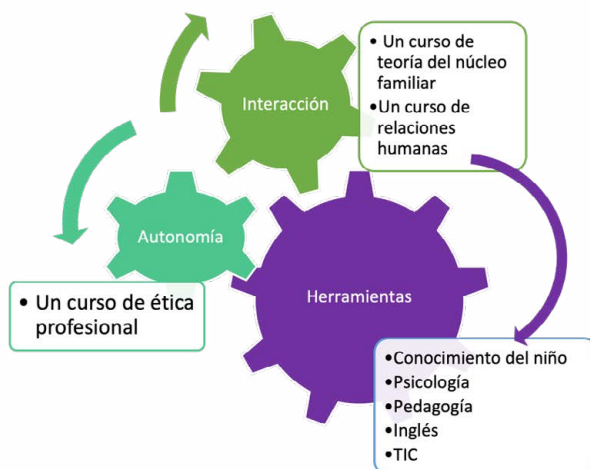 Interacción
• Un curso de
teoría del núcleo
familiar
• Un curso de
relaciones
humanas
Autonomía
• Un curso de ética
profesional
Herramientas
•Conocimiento del niño
•Psicología
•Pedagogía
•Inglés
•TIC